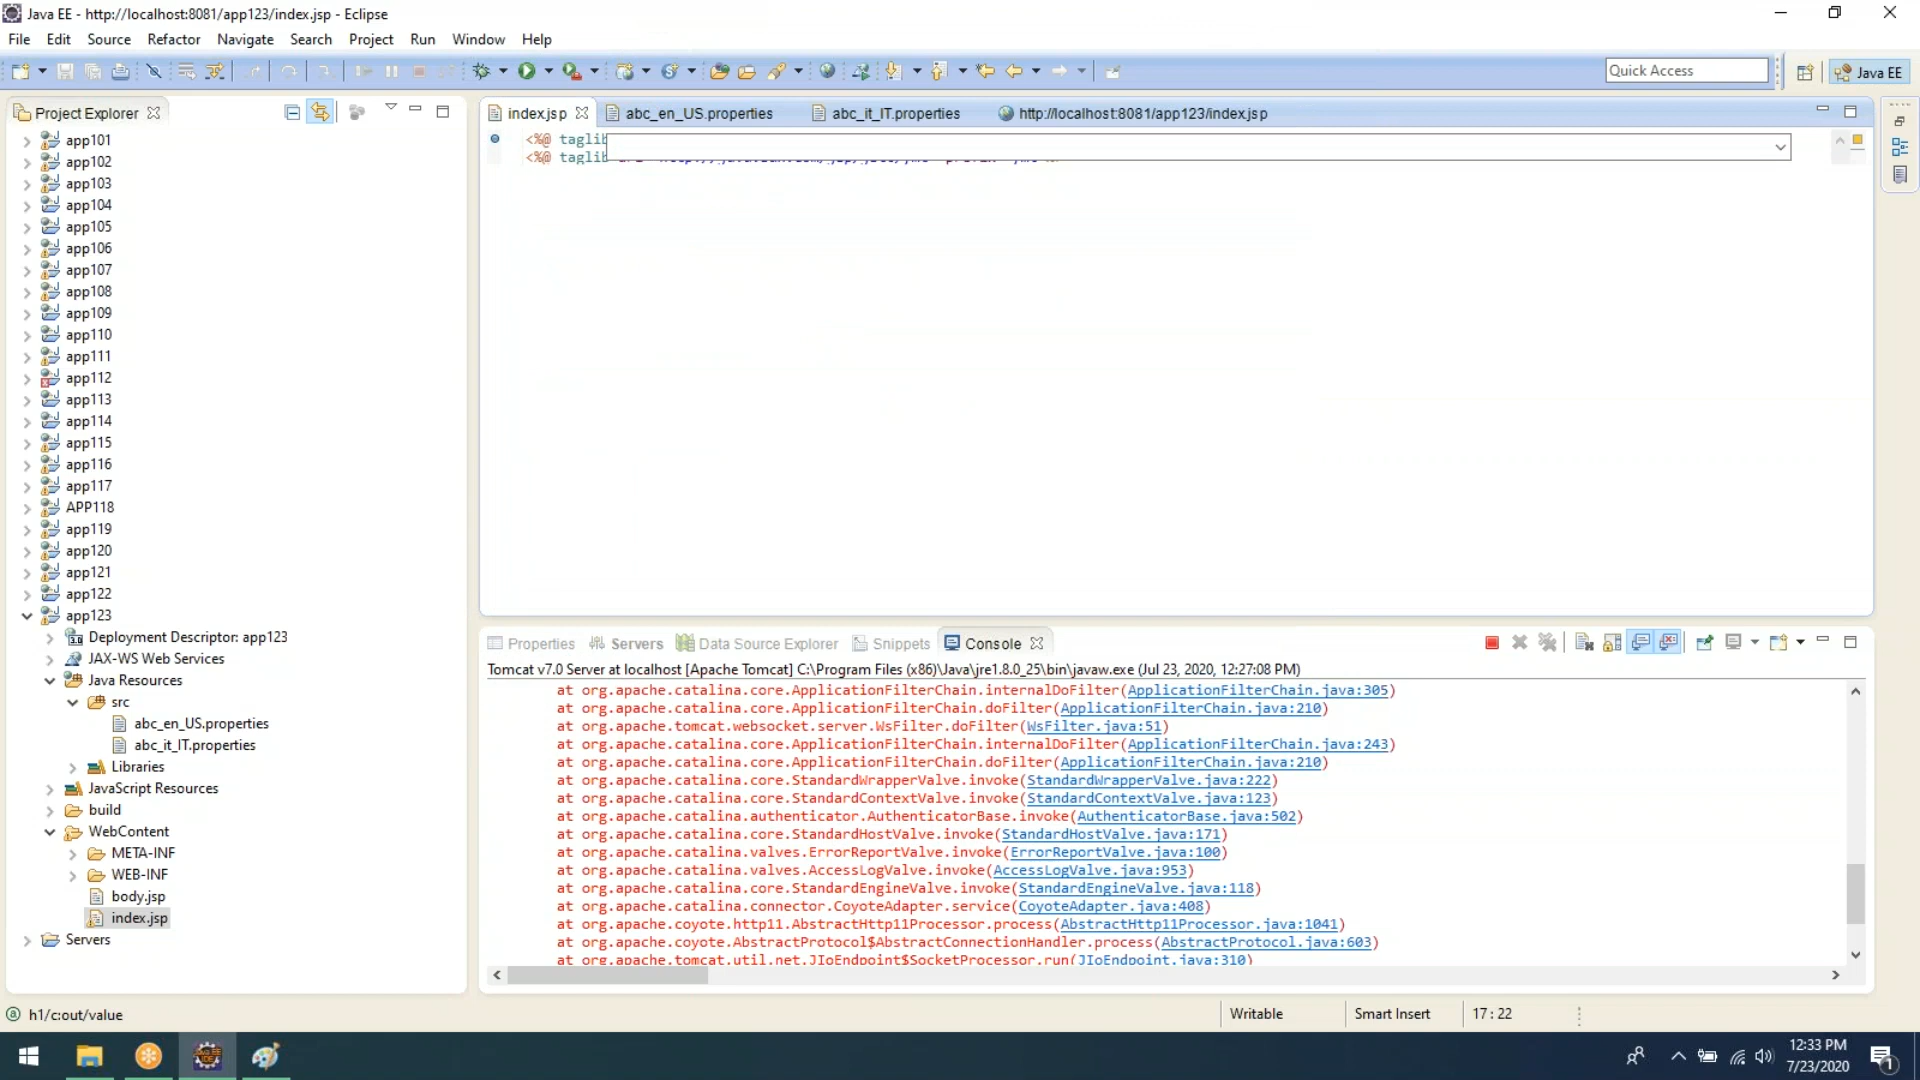 Java EE - http://localhost:8081/app123/index.jsp - Eclipse
File Edit Source Refactor Navigate Search Project Run Window Help
Quick Access
Java EE
Project Explorer
index.jsp
abc_en_US.properties
abc_it_IT.properties
http://localhost:8081/app123/index.jsp
<%@ taglib
<%@ taglib
app101
app102
app103
app104
app105
app106
app107
app108
app109
app110
app111
app112
app113
app114
app115
app116
app117
APP118
app119
app120
app121
app122
app123
Deployment Descriptor: app123
JAX-WS Web Services
Java Resources
src
abc_en_US.properties
abc_it_IT.properties
Libraries
JavaScript Resources
build
WebContent
META-INF
WEB-INF
body.jsp
index.jsp
Servers
Properties Servers Data Source Explorer Snippets Console
Tomcat v7.0 Server at localhost [Apache Tomcat] C:\Program Files (x86)\Java\jre1.8.0_25\bin\javaw.exe (Jul 23, 2020, 12:27:08 PM)
at org.apache.catalina.core.ApplicationFilterChain.internalDoFilter(ApplicationFilterChain.java:305)
at org.apache.catalina.core.ApplicationFilterChain.doFilter(ApplicationFilterChain.java:210)
at org.apache.tomcat.websocket.server.WsFilter.doFilter(WsFilter.java:51)
at org.apache.catalina.core.ApplicationFilterChain.internalDoFilter(ApplicationFilterChain.java:243)
at org.apache.catalina.core.ApplicationFilterChain.doFilter(ApplicationFilterChain.java:210)
at org.apache.catalina.core.StandardWrapperValve.invoke(StandardWrapperValve.java:222)
at org.apache.catalina.core.StandardContextValve.invoke(StandardContextValve.java:123)
at org.apache.catalina.authenticator.AuthenticatorBase.invoke(AuthenticatorBase.java:502)
at org.apache.catalina.core.StandardHostValve.invoke(StandardHostValve.java:171)
at org.apache.catalina.valves.ErrorReportValve.invoke(ErrorReportValve.java:100)
at org.apache.catalina.valves.AccessLogValve.invoke(AccessLogValve.java:953)
at org.apache.catalina.core.StandardEngineValve.invoke(StandardEngineValve.java:118)
at org.apache.catalina.connector.CoyoteAdapter.service(CoyoteAdapter.java:408)
at org.apache.coyote.http11.AbstractHttp11Processor.process(AbstractHttp11Processor.java:1041)
at org.apache.coyote.AbstractProtocol$AbstractConnectionHandler.process(AbstractProtocol.java:603)
at org.apache.tomcat.util.net.JIoEndpoint$SocketProcessor.run(JIoEndpoint.java:310)
h1/c:out/value
Writable
Smart Insert
17 : 22
12:33 PM
7/23/2020
1